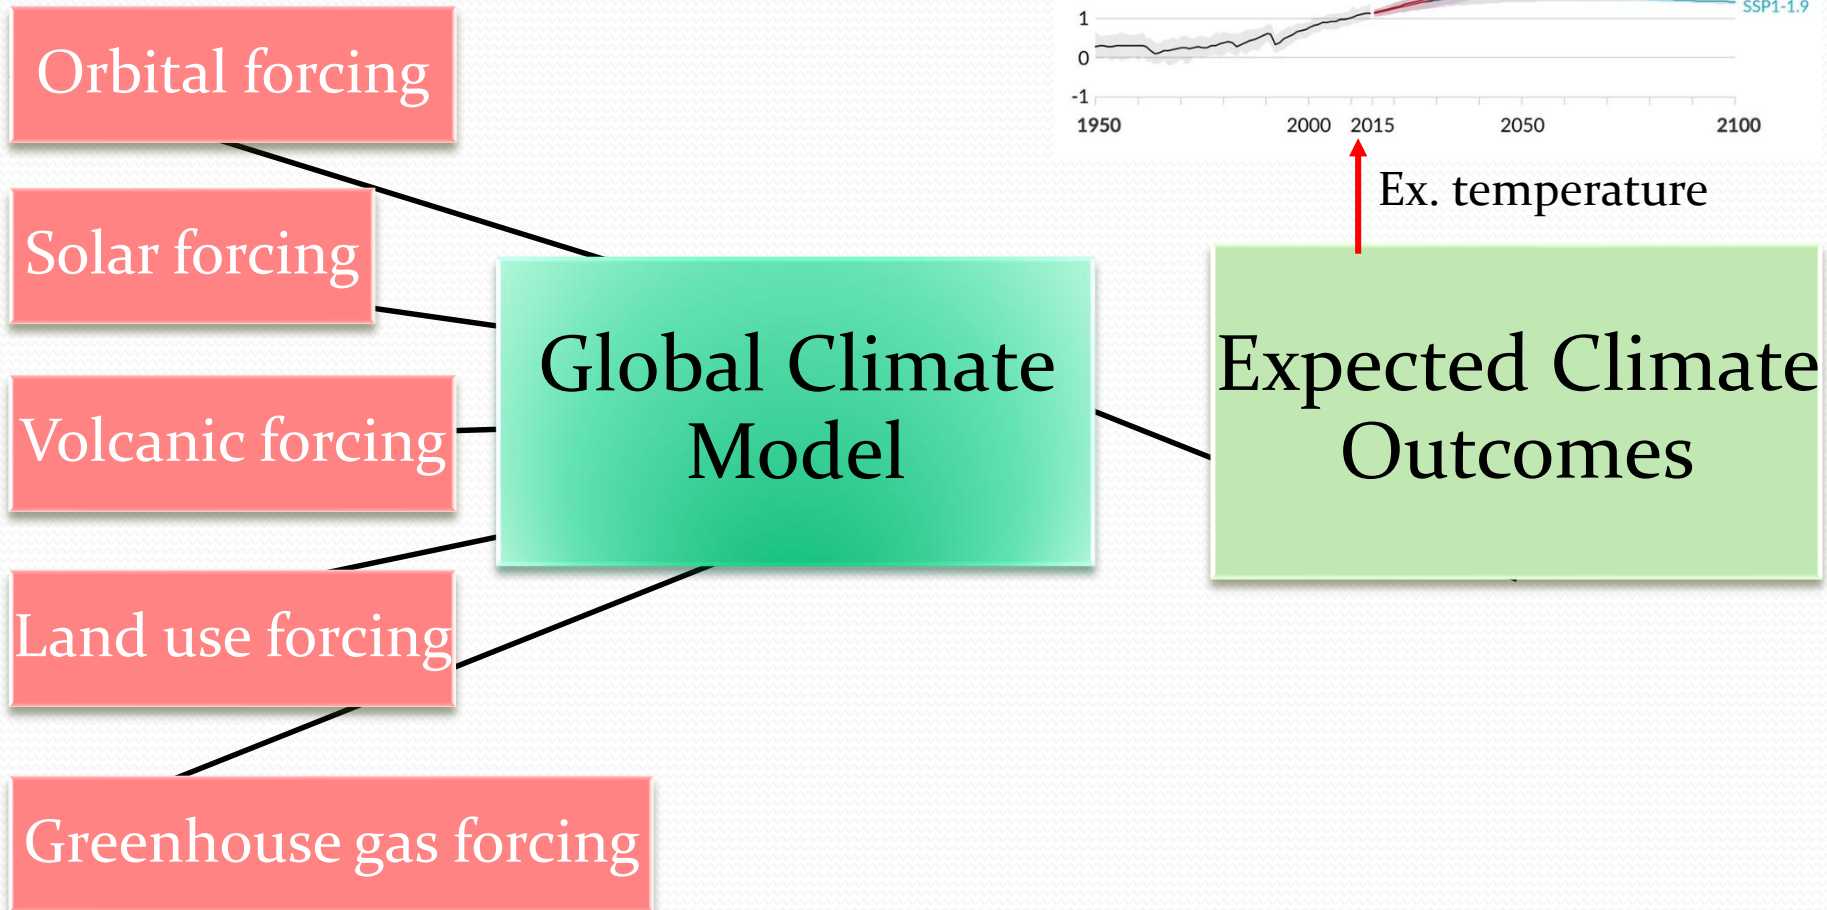 Orbital forcing
Solar forcing
Volcanic forcing
Land use forcing
Greenhouse gas forcing
Global Climate
Model
SSP1-1.9
1
0
-1
1950 2000 2015 2050 2100
Ex. temperature
Expected Climate
Outcomes